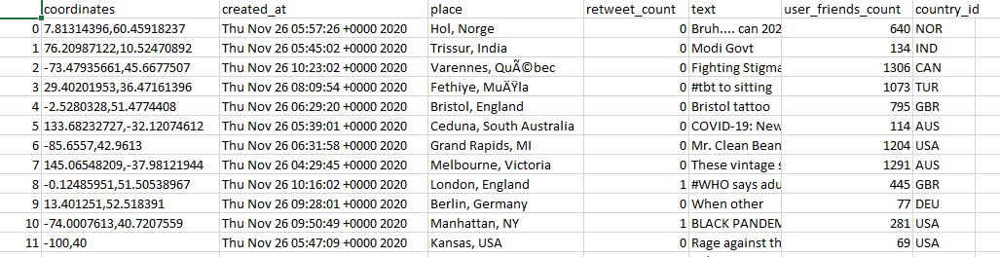 coordinates created_at place retweet_count text user_friends_count country_id
0 7.81314396,60.45918237 Thu Nov 26 05:57:26 +0000 2020 Hol, Norge 0 Bruh.... can 202 640 NOR
1 76.20987122,10.52470892 Thu Nov 26 05:45:02 +0000 2020 Trissur, India 0 Modi Govt 134 IND
2 -73.47935661,45.6677507 Thu Nov 26 10:23:02 +0000 2020 Varennes, QuÃ©bec 0 Fighting Stigma 1306 CAN
3 29.40201953,36.47161396 Thu Nov 26 08:09:54 +0000 2020 Fethiye, MuÄŸla 0 #tbt to sitting 1073 TUR
4 -2.5280328,51.4774408 Thu Nov 26 06:29:20 +0000 2020 Bristol, England 0 Bristol tattoo 795 GBR
5 133.68232727,-32.12074612 Thu Nov 26 05:39:01 +0000 2020 Ceduna, South Australia 0 COVID-19: New 114 AUS
6 -85.6557,42.9613 Thu Nov 26 06:31:58 +0000 2020 Grand Rapids, MI 0 Mr. Clean Bean 1204 USA
7 145.06548209,-37.98121944 Thu Nov 26 04:29:45 +0000 2020 Melbourne, Victoria 0 These vintage s 1291 AUS
8 -0.12485951,51.50538967 Thu Nov 26 10:16:02 +0000 2020 London, England 1 #WHO says adu 445 GBR
9 13.401251,52.518391 Thu Nov 26 09:28:01 +0000 2020 Berlin, Germany 0 When other 77 DEU
10 -74.0007613,40.7207559 Thu Nov 26 09:50:49 +0000 2020 Manhattan, NY 1 BLACK PANDEM 281 USA
11 -100,40 Thu Nov 26 05:47:09 +0000 2020 Kansas, USA 0 Rage against th 69 USA